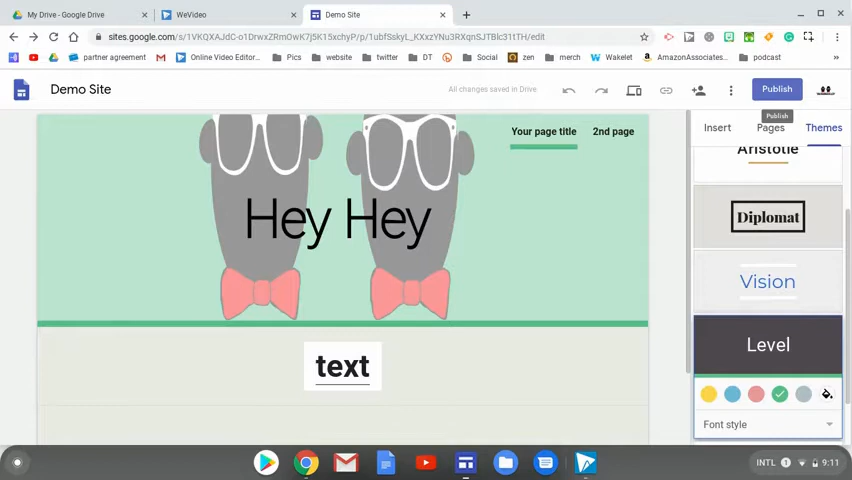 My Drive - Google Drive
WeVideo
Demo Site
sites.google.com/s/1VKQXAJdC-o1DrwxZRmOwK7j5K15xchyP/p/1ubfSskyL_KXxzYNu3RXqnSJTBlc31tTH/edit
partner agreement
Online Video Editor...
Pics
website
twitter
DT
Social
zen
merch
Wakelet
AmazonAssociates...
podcast
Demo Site
All changes saved in Drive
Publish
Publish
Insert
Pages
Themes
Your page title
2nd page
Hey Hey
text
Aristotle
Diplomat
Vision
Level
Font style
INTL
1
9:11